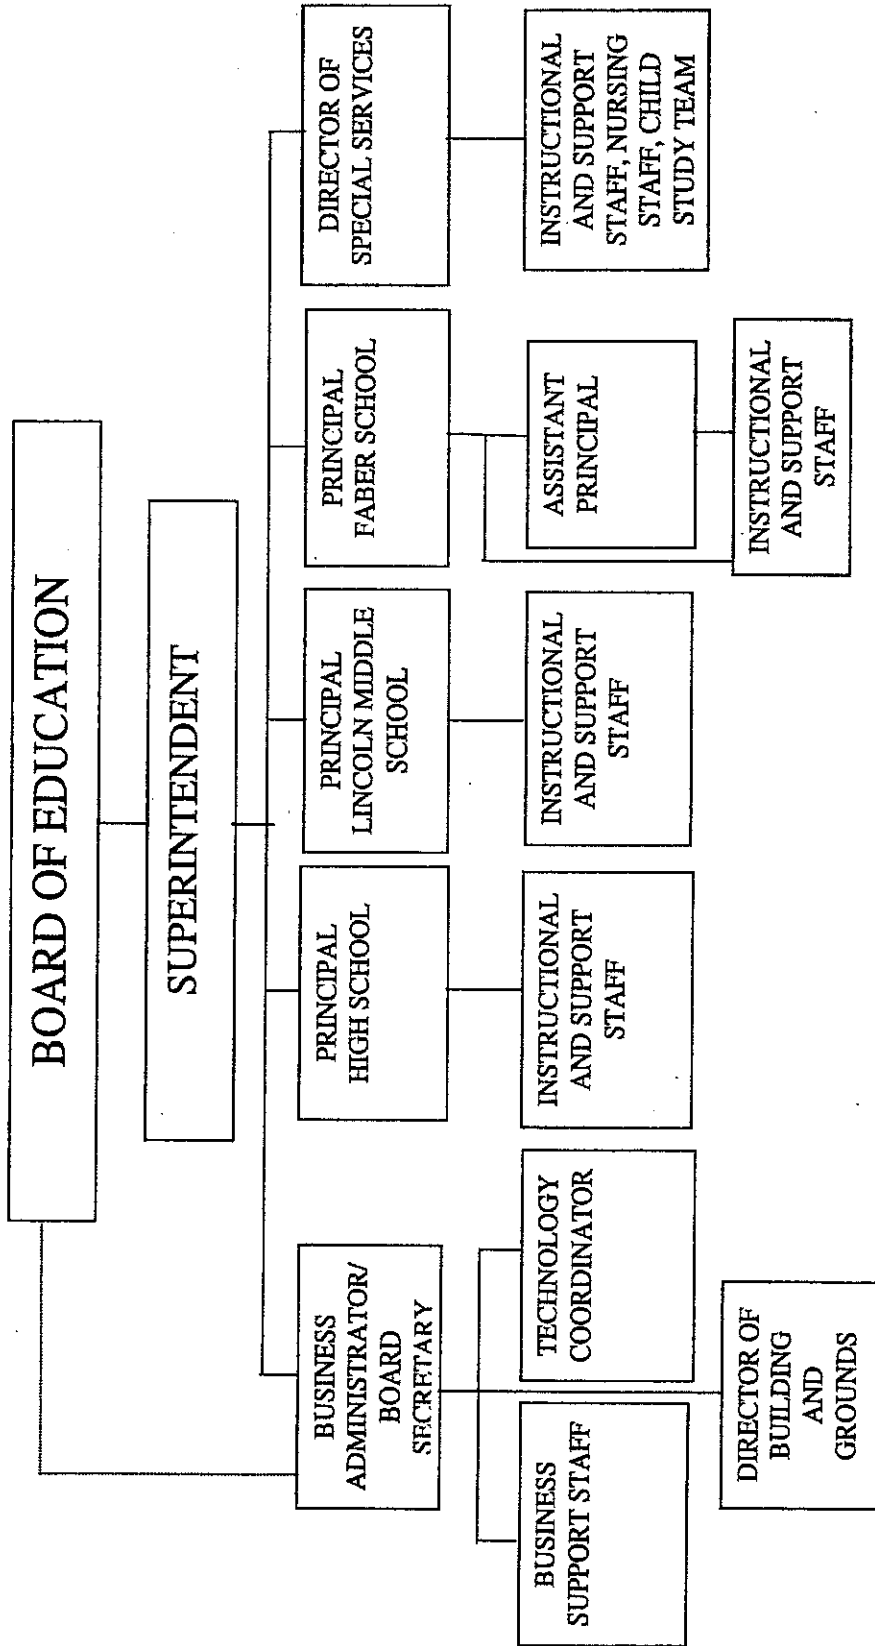 BOARD OF EDUCATION
SUPERINTENDENT
BUSINESS
ADMINISTRATOR/
BOARD
SECRETARY
PRINCIPAL
HIGH SCHOOL
PRINCIPAL
LINCOLN MIDDLE
SCHOOL
PRINCIPAL
FABER SCHOOL
DIRECTOR OF
SPECIAL SERVICES
BUSINESS
SUPPORT STAFF
TECHNOLOGY
COORDINATOR
INSTRUCTIONAL
AND SUPPORT
STAFF
INSTRUCTIONAL
AND SUPPORT
STAFF
ASSISTANT
PRINCIPAL
INSTRUCTIONAL
AND SUPPORT
STAFF, NURSING
STAFF, CHILD
STUDY TEAM
DIRECTOR OF
BUILDING
AND
GROUNDS
INSTRUCTIONAL
AND SUPPORT
STAFF